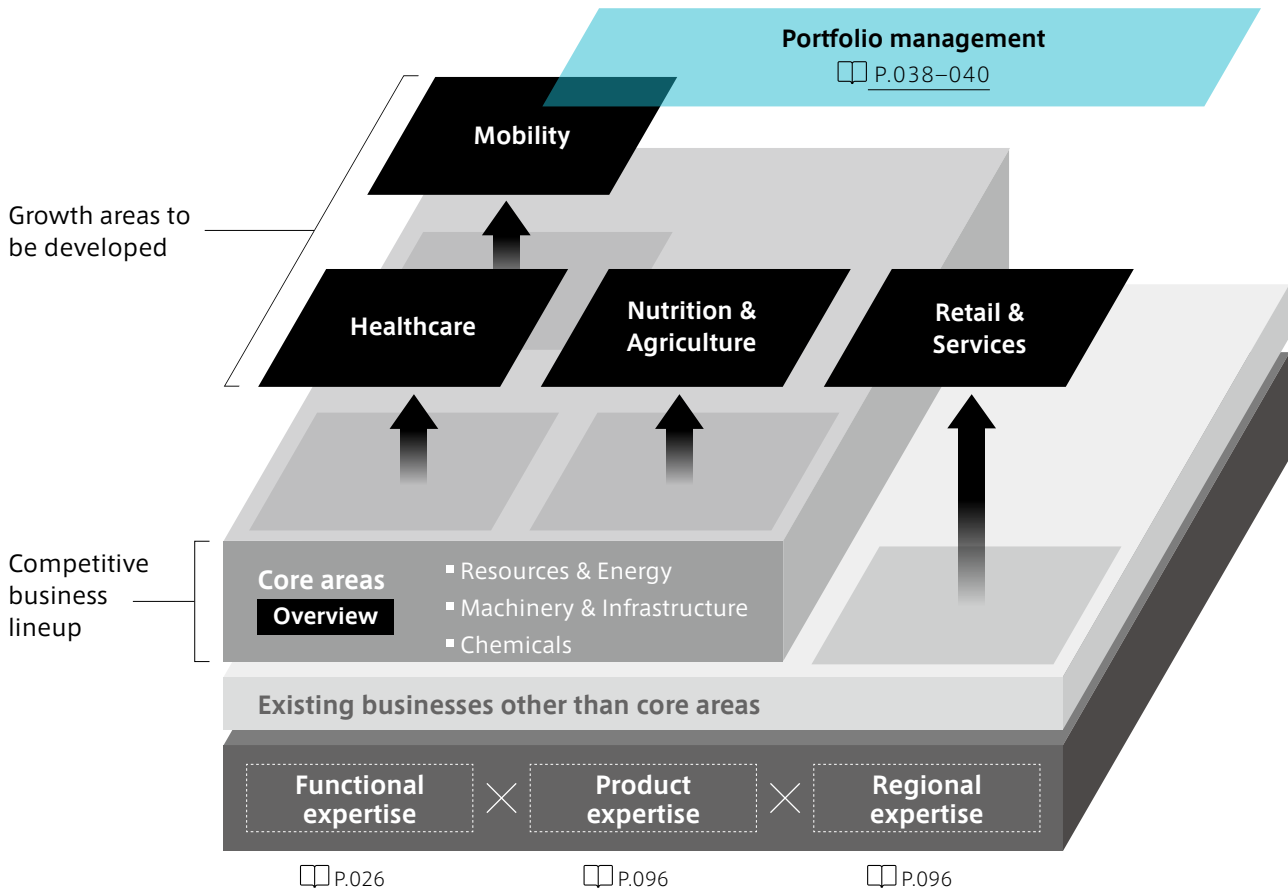 Portfolio management
P.038–040
Mobility
Growth areas to
be developed
Healthcare
Nutrition &
Agriculture
Retail &
Services
Competitive
business
lineup
Core areas
Overview
▪ Resources & Energy
▪ Machinery & Infrastructure
▪ Chemicals
Existing businesses other than core areas
Functional
expertise
×
Product
expertise
×
Regional
expertise
P.026
P.096
P.096